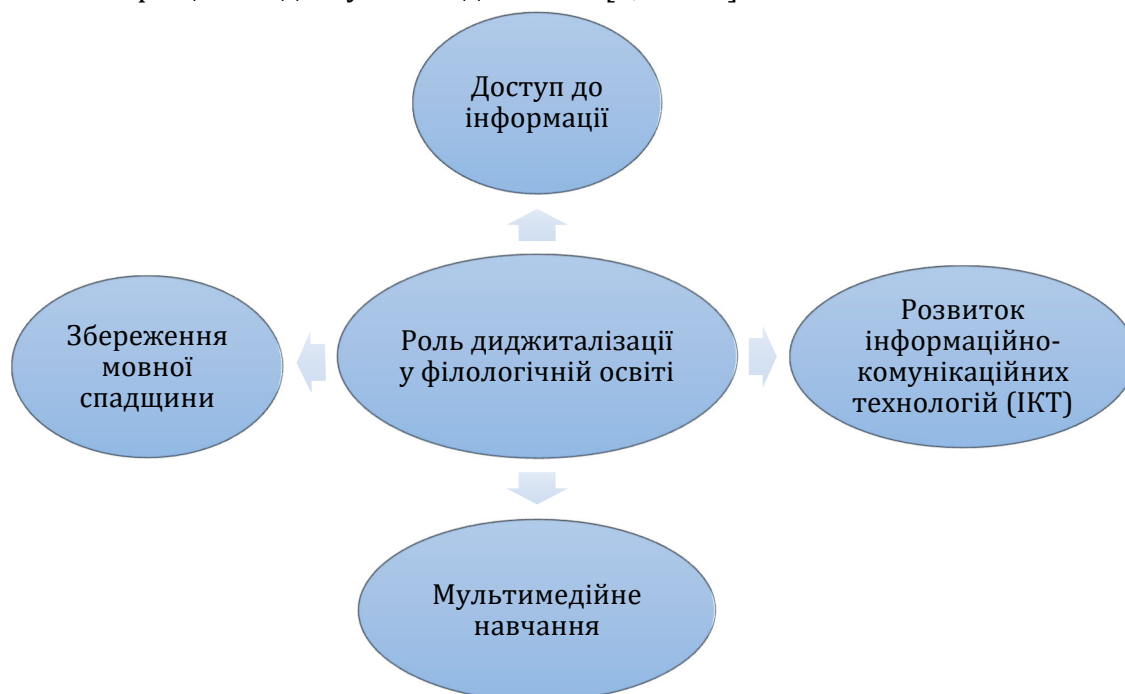 Доступ до
інформації
Збереження
мовної
спадщини
Роль диджиталізації
у філологічній освіті
Розвиток
інформаційно-
комунікаційних
технологій (ІКТ)
Мультимедійне
навчання